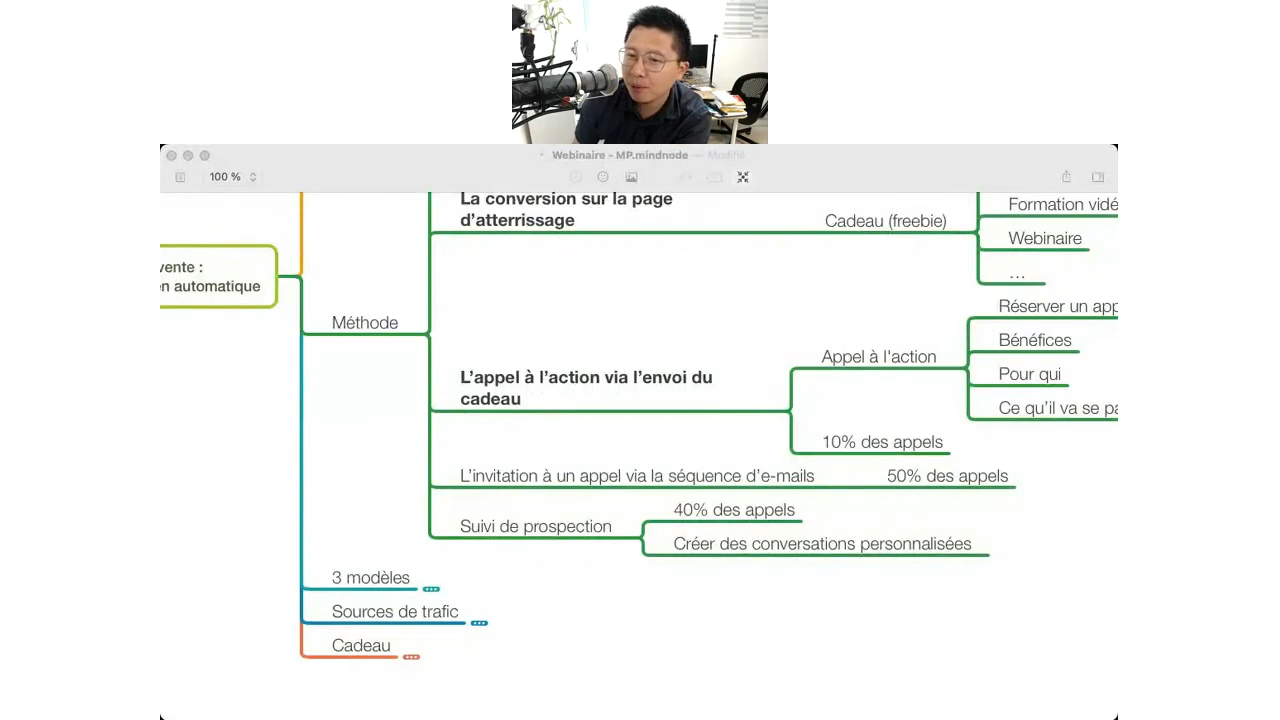 Webinaire - MP.mindnode — Modifié
100 %
La conversion sur la page
d’atterrissage
Cadeau (freebie)
Formation vidé
Webinaire
...
vente :
en automatique
Méthode
L’appel à l’action via l’envoi du
cadeau
Appel à l'action
Réserver un app
Bénéfices
Pour qui
Ce qu’il va se pa
10% des appels
L’invitation à un appel via la séquence d’e-mails
50% des appels
Suivi de prospection
40% des appels
Créer des conversations personnalisées
3 modèles
Sources de trafic
Cadeau